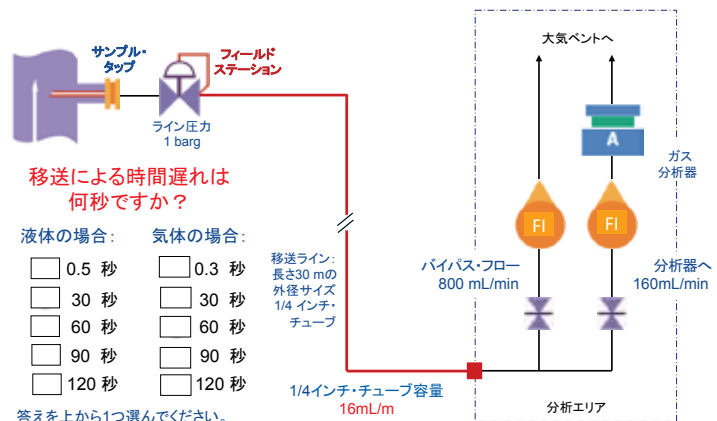 サンプル・
タップ
フィールド
ステーション
ライン圧力
1 barg
移送による時間遅れは
何秒ですか？
液体の場合:
0.5 秒
30 秒
60 秒
90 秒
120 秒
気体の場合:
0.3 秒
30 秒
60 秒
90 秒
120 秒
答えを上から1つ選んでください。
移送ライン:
長さ30 mの
外径サイズ
1/4 インチ・
チューブ
1/4インチ・チューブ容量
16mL/m
大気ベントへ
A
ガス
分析器
FI
FI
バイパス・フロー
800 mL/min
分析器へ
160mL/min
分析エリア